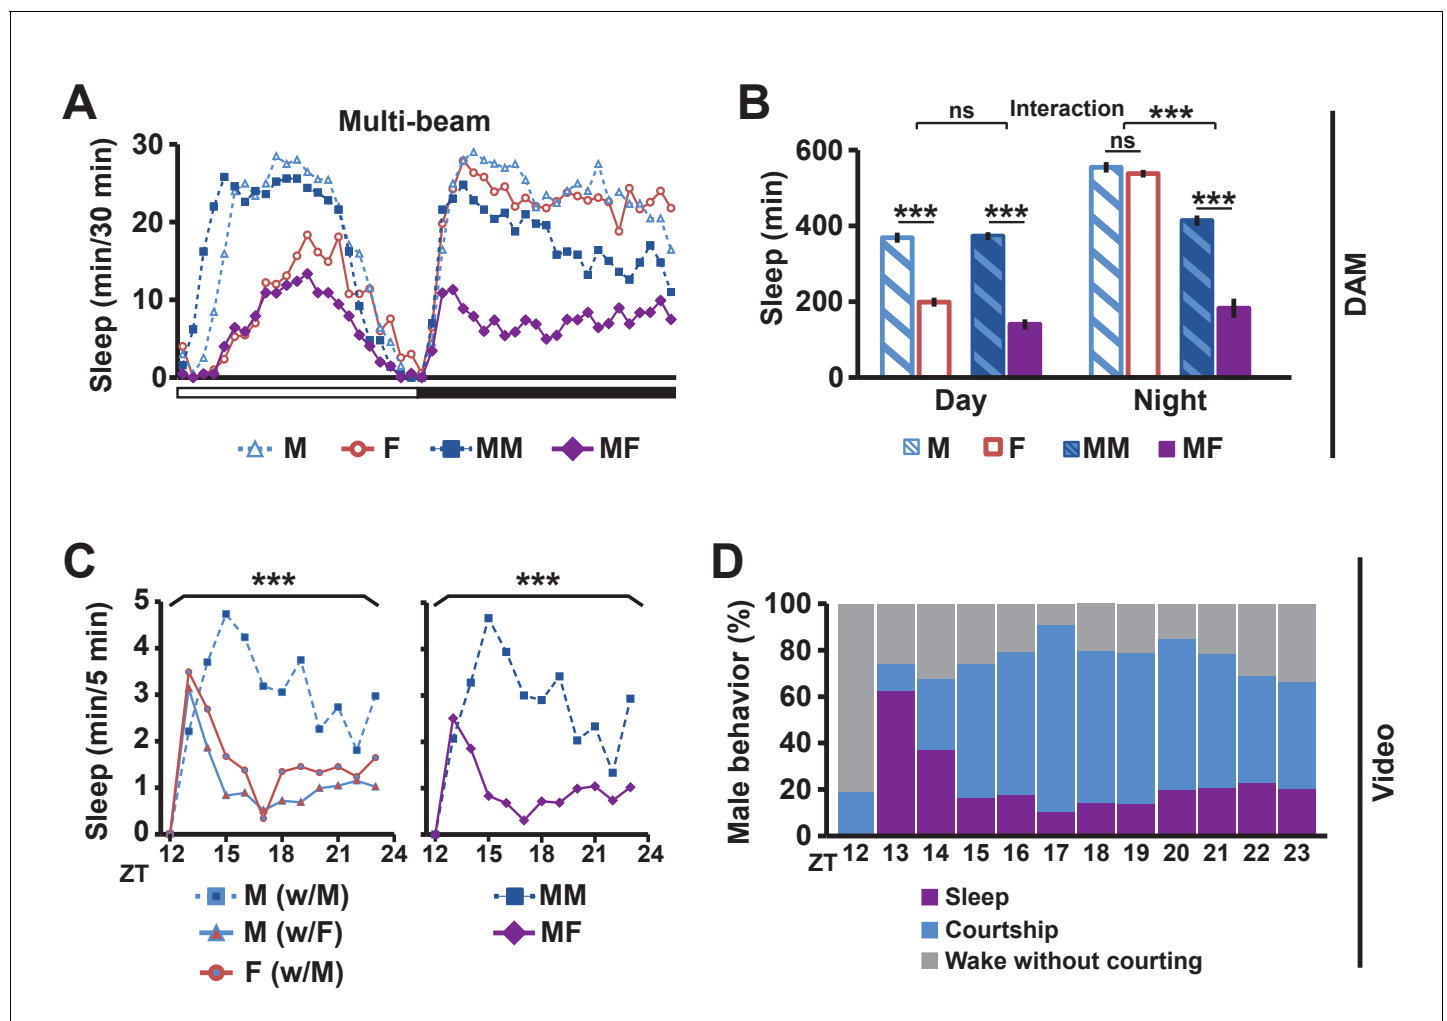 A
Multi-beam
Sleep (min/30 min)
30
20
10
0
M F MM MF
B
ns Interaction ***
ns
*** *** ***
Sleep (min)
600
400
200
0
Day Night
M F MM MF
DAM
C
*** ***
Sleep (min/5 min)
5
4
3
2
1
0
12 15 18 21 24
ZT
12 15 18 21 24
M (w/M)
M (w/F)
F (w/M)
MM
MF
D
Male behavior (%)
100
80
60
40
20
0
ZT 12 13 14 15 16 17 18 19 20 21 22 23
Sleep
Courtship
Wake without courting
Video